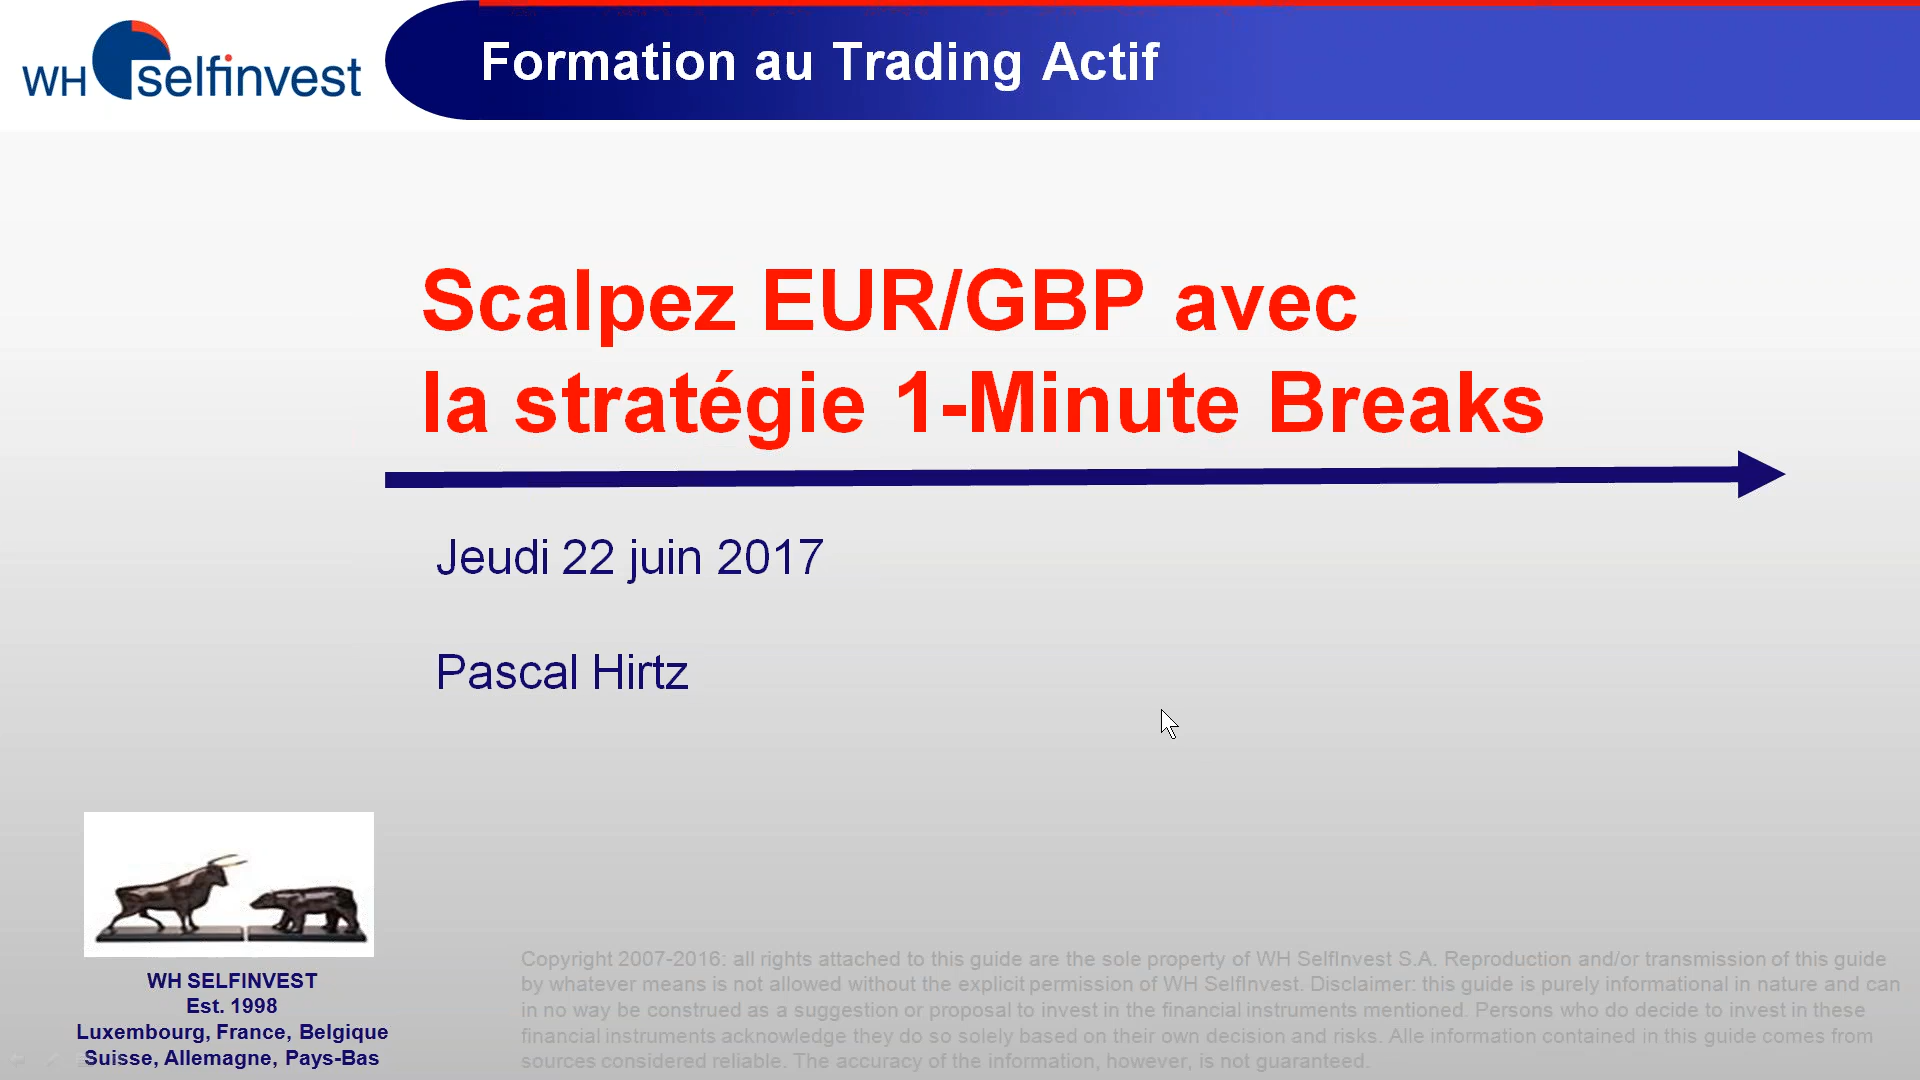 WH selfinvest
Formation au Trading Actif
Scalpez EUR/GBP avec
la stratégie 1-Minute Breaks
Jeudi 22 juin 2017
Pascal Hirtz
WH SELFINVEST
Est. 1998
Luxembourg, France, Belgique
Suisse, Allemagne, Pays-Bas
Copyright 2007-2016: all rights attached to this guide are the sole property of WH SelfInvest S.A. Reproduction and/or transmission of this guide
by whatever means is not allowed without the explicit permission of WH SelfInvest. Disclaimer: this guide is purely informational in nature and can
in no way be construed as a suggestion or proposal to invest in the financial instruments mentioned. Persons who do decide to invest in these
financial instruments acknowledge they do so solely based on their own decision and risks. Alle information contained in this guide comes from
sources considered reliable. The accuracy of the information, however, is not guaranteed.